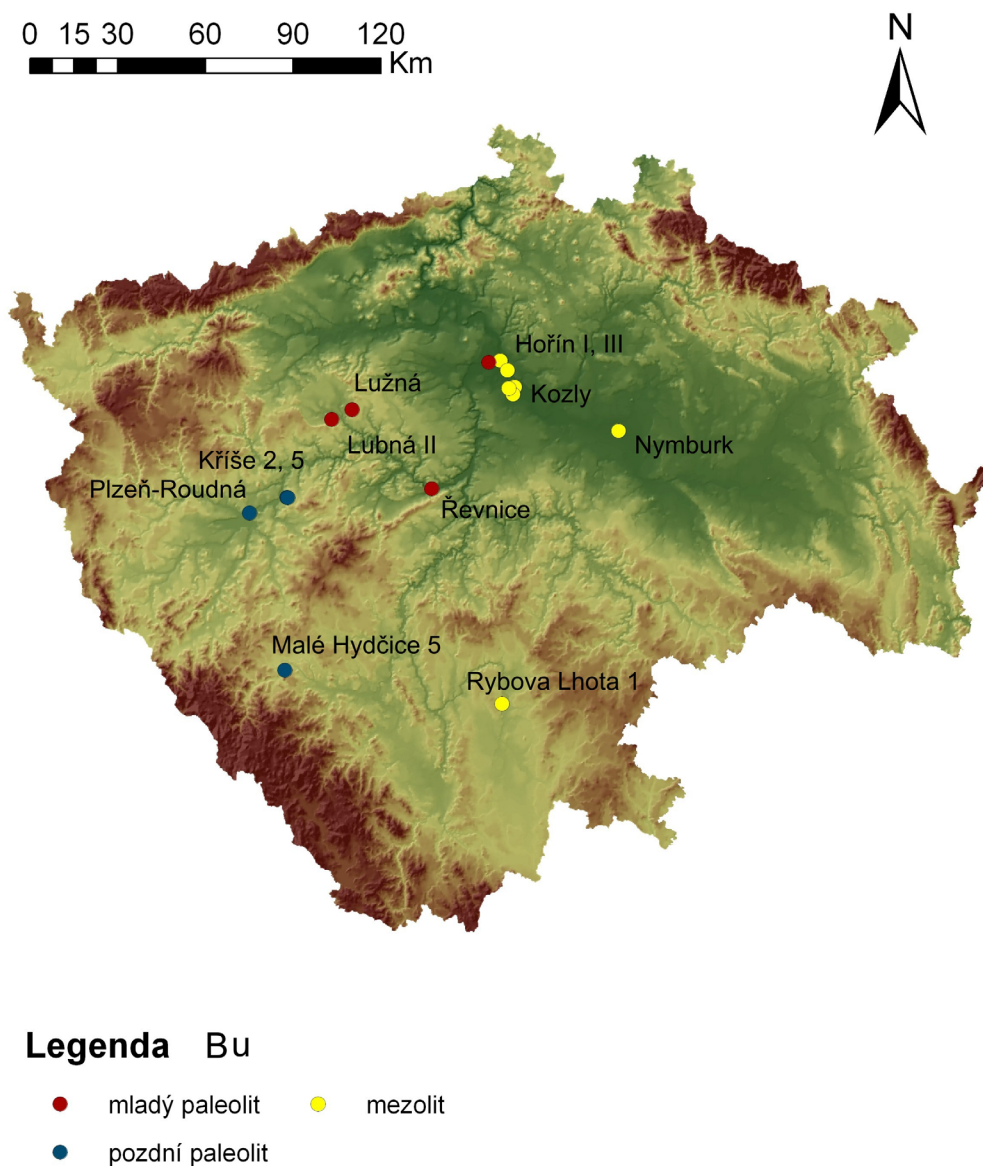 0 15 30 60 90 120
Km
N
Hořín I, III
Lužná
Kozly
Lubná II
Nymburk
Kříše 2, 5
Plzeň-Roudná
Řevnice
Malé Hydčice 5
Rybova Lhota 1
Legenda Bu
mladý paleolit mezolit
pozdní paleolit